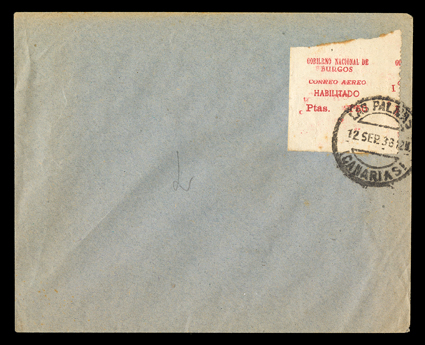 GOBIERNO NACIONAL DE
BURGOS
CORREO AEREO
HABILITADO
Ptas.
LAS PALMAS
12 SEP. 38
CANARIAS